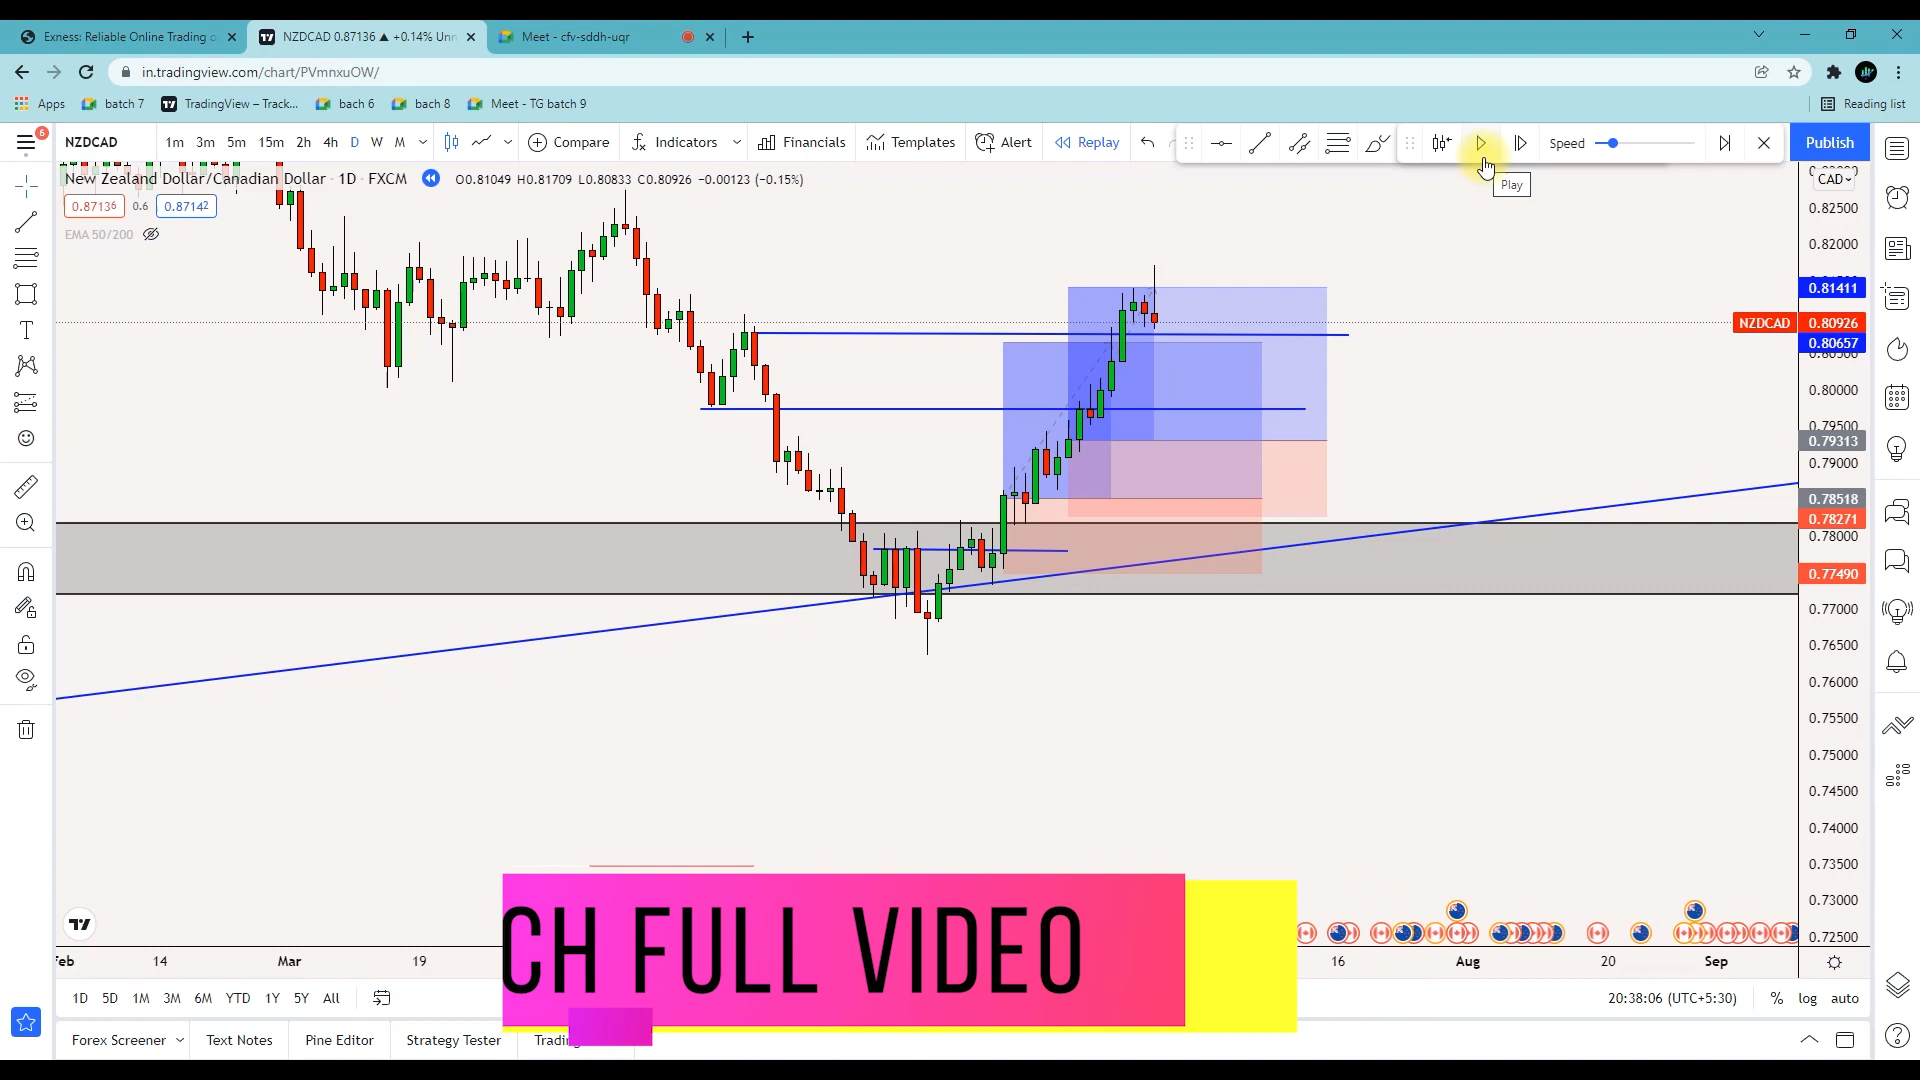 Exness: Reliable Online Trading o
NZDCAD 0.87136 ▲ +0.14% Unn
Meet - cfv-sddh-uqr
in.tradingview.com/chart/PVmnxuOW/
Apps
batch 7
TradingView – Track...
bach 6
bach 8
Meet - TG batch 9
Reading list
6
NZDCAD
1m 3m 5m 15m 2h 4h D W M
Compare
Indicators
Financials
Templates
Alert
Replay
Speed
Publish
Play
New Zealand Dollar/Canadian Dollar · 1D · FXCM
O0.81049 H0.81709 L0.80833 C0.80926 −0.00123 (−0.15%)
CAD
0.87136 0.6 0.87142
EMA 50/200
0.82500
0.82000
0.81411
NZDCAD 0.80926
0.80657
0.80000
0.79500
0.79313
0.79000
0.78518
0.78271
0.78000
0.77490
0.77000
0.76500
0.76000
0.75500
0.75000
0.74500
0.74000
0.73500
0.73000
0.72500
CH FULL VIDEO
Feb 14 Mar 19 16 Aug 20 Sep
1D 5D 1M 3M 6M YTD 1Y 5Y All
20:38:06 (UTC+5:30)
% log auto
Forex Screener
Text Notes
Pine Editor
Strategy Tester
Trading